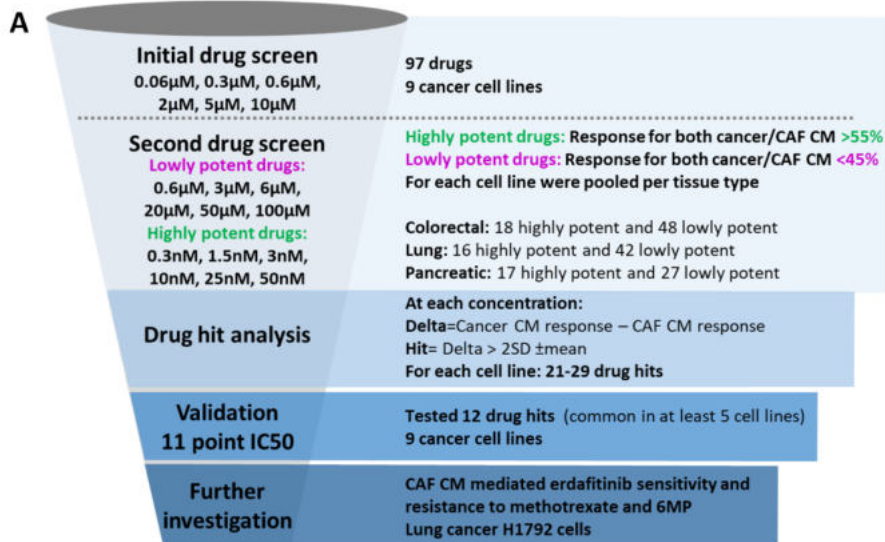 A
Initial drug screen
0.06µM, 0.3µM, 0.6µM,
2µM, 5µM, 10µM
97 drugs
9 cancer cell lines
Second drug screen
Lowly potent drugs:
0.6µM, 3µM, 6µM,
20µM, 50µM, 100µM
Highly potent drugs:
0.3nM, 1.5nM, 3nM,
10nM, 25nM, 50nM
Highly potent drugs: Response for both cancer/CAF CM >55%
Lowly potent drugs: Response for both cancer/CAF CM <45%
For each cell line were pooled per tissue type
Colorectal: 18 highly potent and 48 lowly potent
Lung: 16 highly potent and 42 lowly potent
Pancreatic: 17 highly potent and 27 lowly potent
Drug hit analysis
At each concentration:
Delta=Cancer CM response – CAF CM response
Hit= Delta > 2SD ±mean
For each cell line: 21-29 drug hits
Validation
11 point IC50
Tested 12 drug hits (common in at least 5 cell lines)
9 cancer cell lines
Further
investigation
CAF CM mediated erdafitinib sensitivity and
resistance to methotrexate and 6MP
Lung cancer H1792 cells